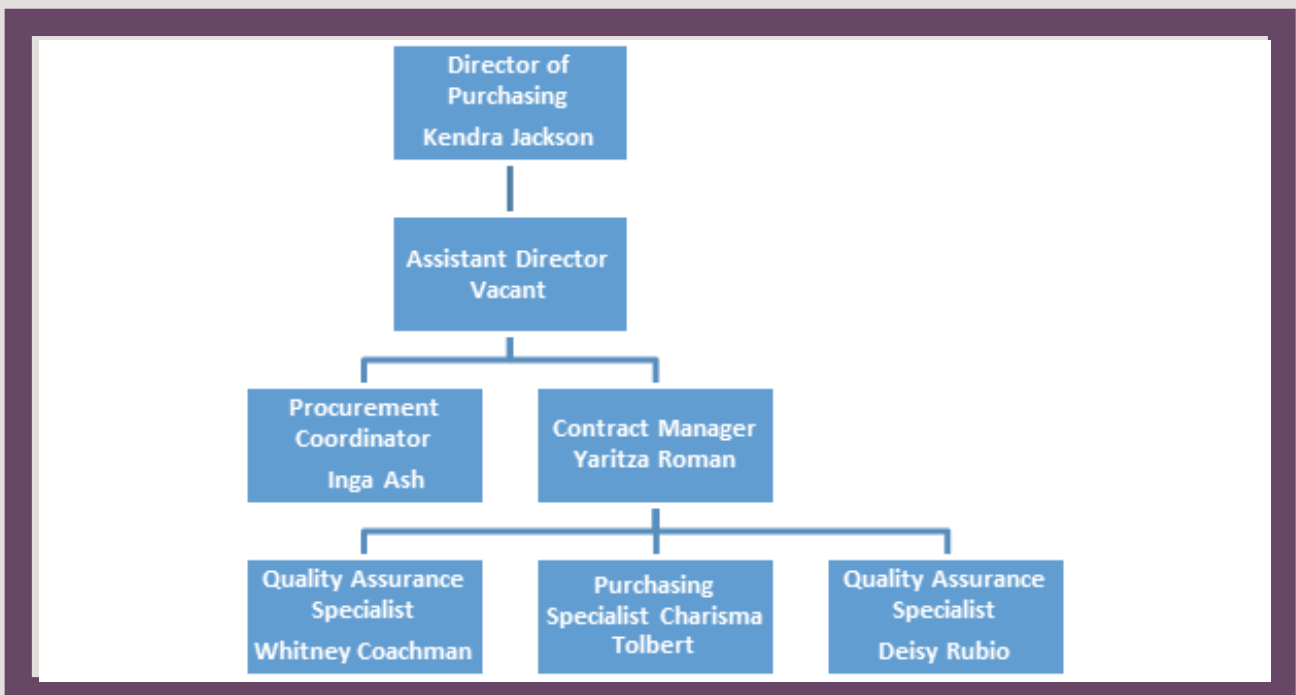 Director of
Purchasing
Kendra Jackson
Assistant Director
Vacant
Procurement
Coordinator
Inga Ash
Contract Manager
Yaritza Roman
Quality Assurance
Specialist
Whitney Coachman
Purchasing
Specialist Charisma
Tolbert
Quality Assurance
Specialist
Deisy Rubio